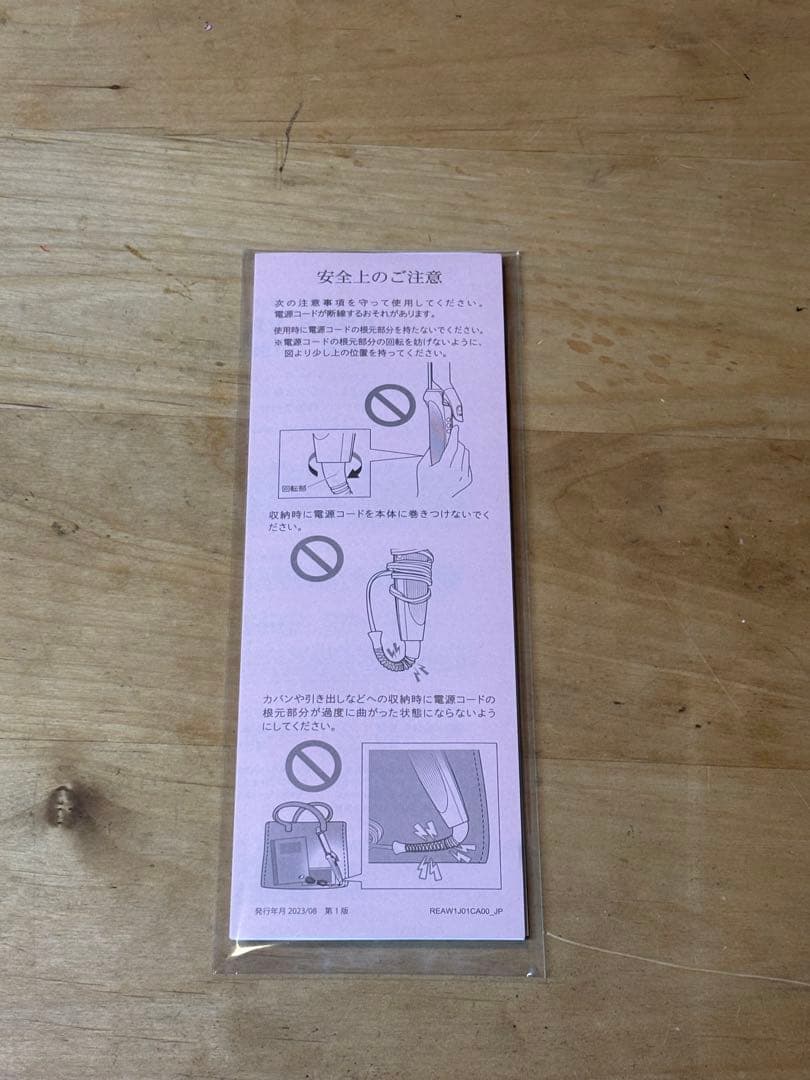 安全上のご注意
次の注意事項を守って使用してください。
電源コードが断線するおそれがあります。
使用時に電源コードの根元部分を持たないでください。
※電源コードの根元部分の回転を妨げないように、
図より少し上の位置を持ってください。
回転部
収納時に電源コードを本体に巻きつけないでく
ださい。
カバンや引き出しなどへの収納時に電源コードの
根元部分が過度に曲がった状態にならないよう
にしてください。
発行年月 2023/08 第1版
REAW1J01CA00_JP